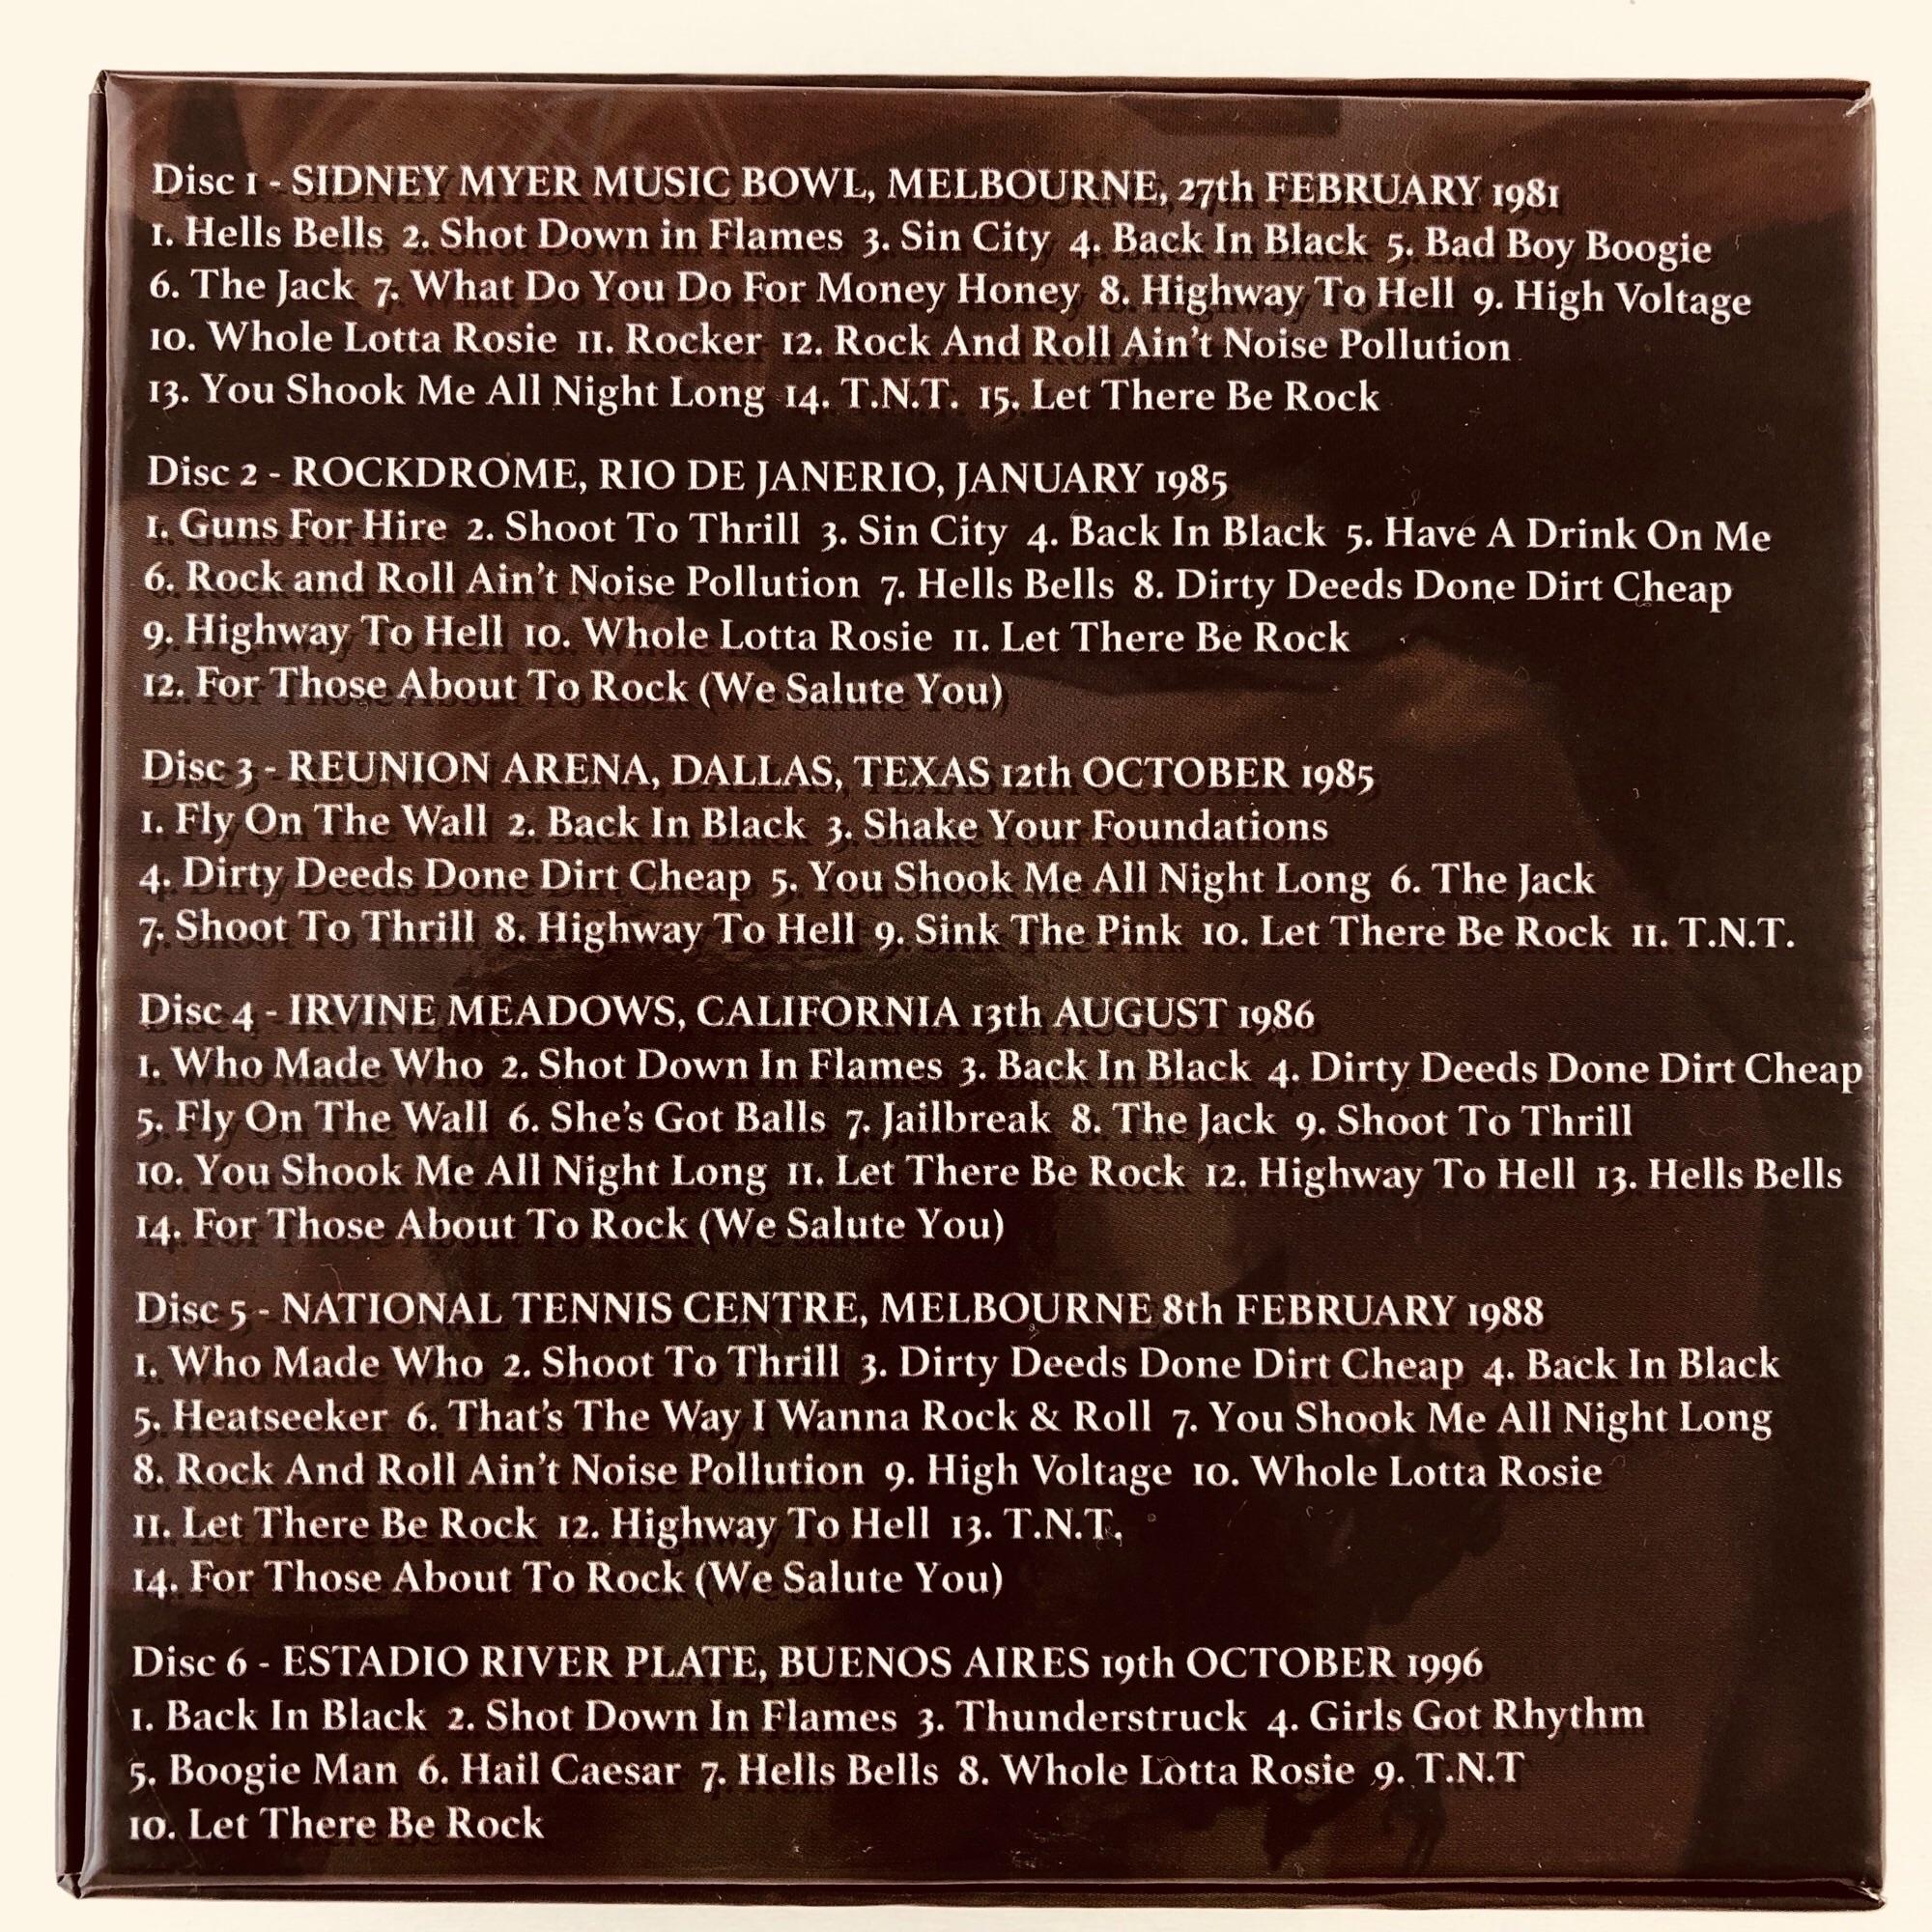 Disc 1 - SIDNEY MYER MUSIC BOWL, MELBOURNE, 27th FEBRUARY 1981
1. Hells Bells 2. Shot Down in Flames 3. Sin City 4. Back In Black 5. Bad Boy Boogie
6. The Jack 7. What Do You Do For Money Honey 8. Highway To Hell 9. High Voltage
10. Whole Lotta Rosie 11. Rocker 12. Rock And Roll Ain't Noise Pollution
13. You Shook Me All Night Long 14. T.N.T. 15. Let There Be Rock
Disc 2 - ROCKDROME, RIO DE JANERIO, JANUARY 1985
1. Guns For Hire 2. Shoot To Thrill 3. Sin City 4. Back In Black 5. Have A Drink On Me
6. Rock and Roll Ain't Noise Pollution 7. Hells Bells 8. Dirty Deeds Done Dirt Cheap
9. Highway To Hell 10. Whole Lotta Rosie 11. Let There Be Rock
12. For Those About To Rock (We Salute You)
Disc 3 - REUNION ARENA, DALLAS, TEXAS 12th OCTOBER 1985
1. Fly On The Wall 2. Back In Black 3. Shake Your Foundations
4. Dirty Deeds Done Dirt Cheap 5. You Shook Me All Night Long 6. The Jack
7. Shoot To Thrill 8. Highway To Hell 9. Sink The Pink 10. Let There Be Rock 11. T.N.T.
Disc 4 - IRVINE MEADOWS, CALIFORNIA 13th AUGUST 1986
1. Who Made Who 2. Shot Down In Flames 3. Back In Black 4. Dirty Deeds Done Dirt Cheap
5. Fly On The Wall 6. She's Got Balls 7. Jailbreak 8. The Jack 9. Shoot To Thrill
10. You Shook Me All Night Long 11. Let There Be Rock 12. Highway To Hell 13. Hells Bells
14. For Those About To Rock (We Salute You)
Disc 5 - NATIONAL TENNIS CENTRE, MELBOURNE 8th FEBRUARY 1988
1. Who Made Who 2. Shoot To Thrill 3. Dirty Deeds Done Dirt Cheap 4. Back In Black
5. Heatseeker 6. That's The Way I Wanna Rock & Roll 7. You Shook Me All Night Long
8. Rock And Roll Ain't Noise Pollution 9. High Voltage 10. Whole Lotta Rosie
11. Let There Be Rock 12. Highway To Hell 13. T.N.T.
14. For Those About To Rock (We Salute You)
Disc 6 - ESTADIO RIVER PLATE, BUENOS AIRES 19th OCTOBER 1996
1. Back In Black 2. Shot Down In Flames 3. Thunderstruck 4. Girls Got Rhythm
5. Boogie Man 6. Hail Caesar 7. Hells Bells 8. Whole Lotta Rosie 9. T.N.T
10. Let There Be Rock